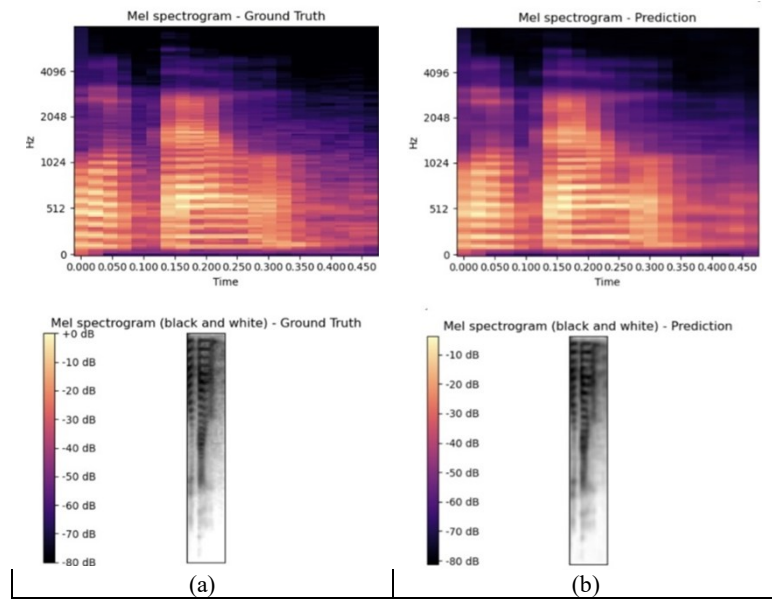 Mel spectrogram - Ground Truth
Hz
4096
2048
1024
512
0
0.000 0.050 0.100 0.150 0.200 0.250 0.300 0.350 0.400 0.450
Time
Mel spectrogram - Prediction
Hz
4096
2048
1024
512
0
0.000 0.050 0.100 0.150 0.200 0.250 0.300 0.350 0.400 0.450
Time
Mel spectrogram (black and white) - Ground Truth
+0 dB
-10 dB
-20 dB
-30 dB
-40 dB
-50 dB
-60 dB
-70 dB
-80 dB
(a)
Mel spectrogram (black and white) - Prediction
-10 dB
-20 dB
-30 dB
-40 dB
-50 dB
-60 dB
-70 dB
-80 dB
(b)